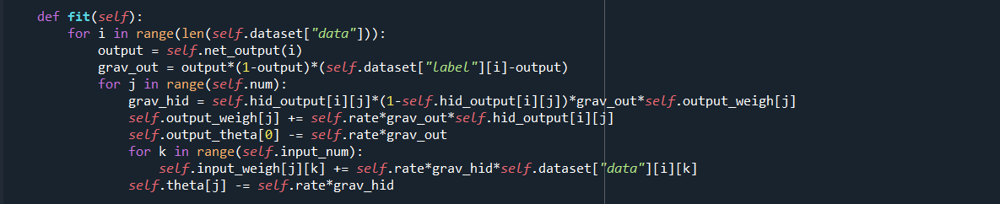 def fit(self):
    for i in range(len(self.dataset["data"])):
        output = self.net_output(i)
        grav_out = output*(1-output)*(self.dataset["label"][i]-output)
        for j in range(self.num):
            grav_hid = self.hid_output[i][j]*(1-self.hid_output[i][j])*grav_out*self.output_weigh[j]
            self.output_weigh[j] += self.rate*grav_out*self.hid_output[i][j]
            self.output_theta[0] -= self.rate*grav_out
            for k in range(self.input_num):
                self.input_weigh[j][k] += self.rate*grav_hid*self.dataset["data"][i][k]
            self.theta[j] -= self.rate*grav_hid